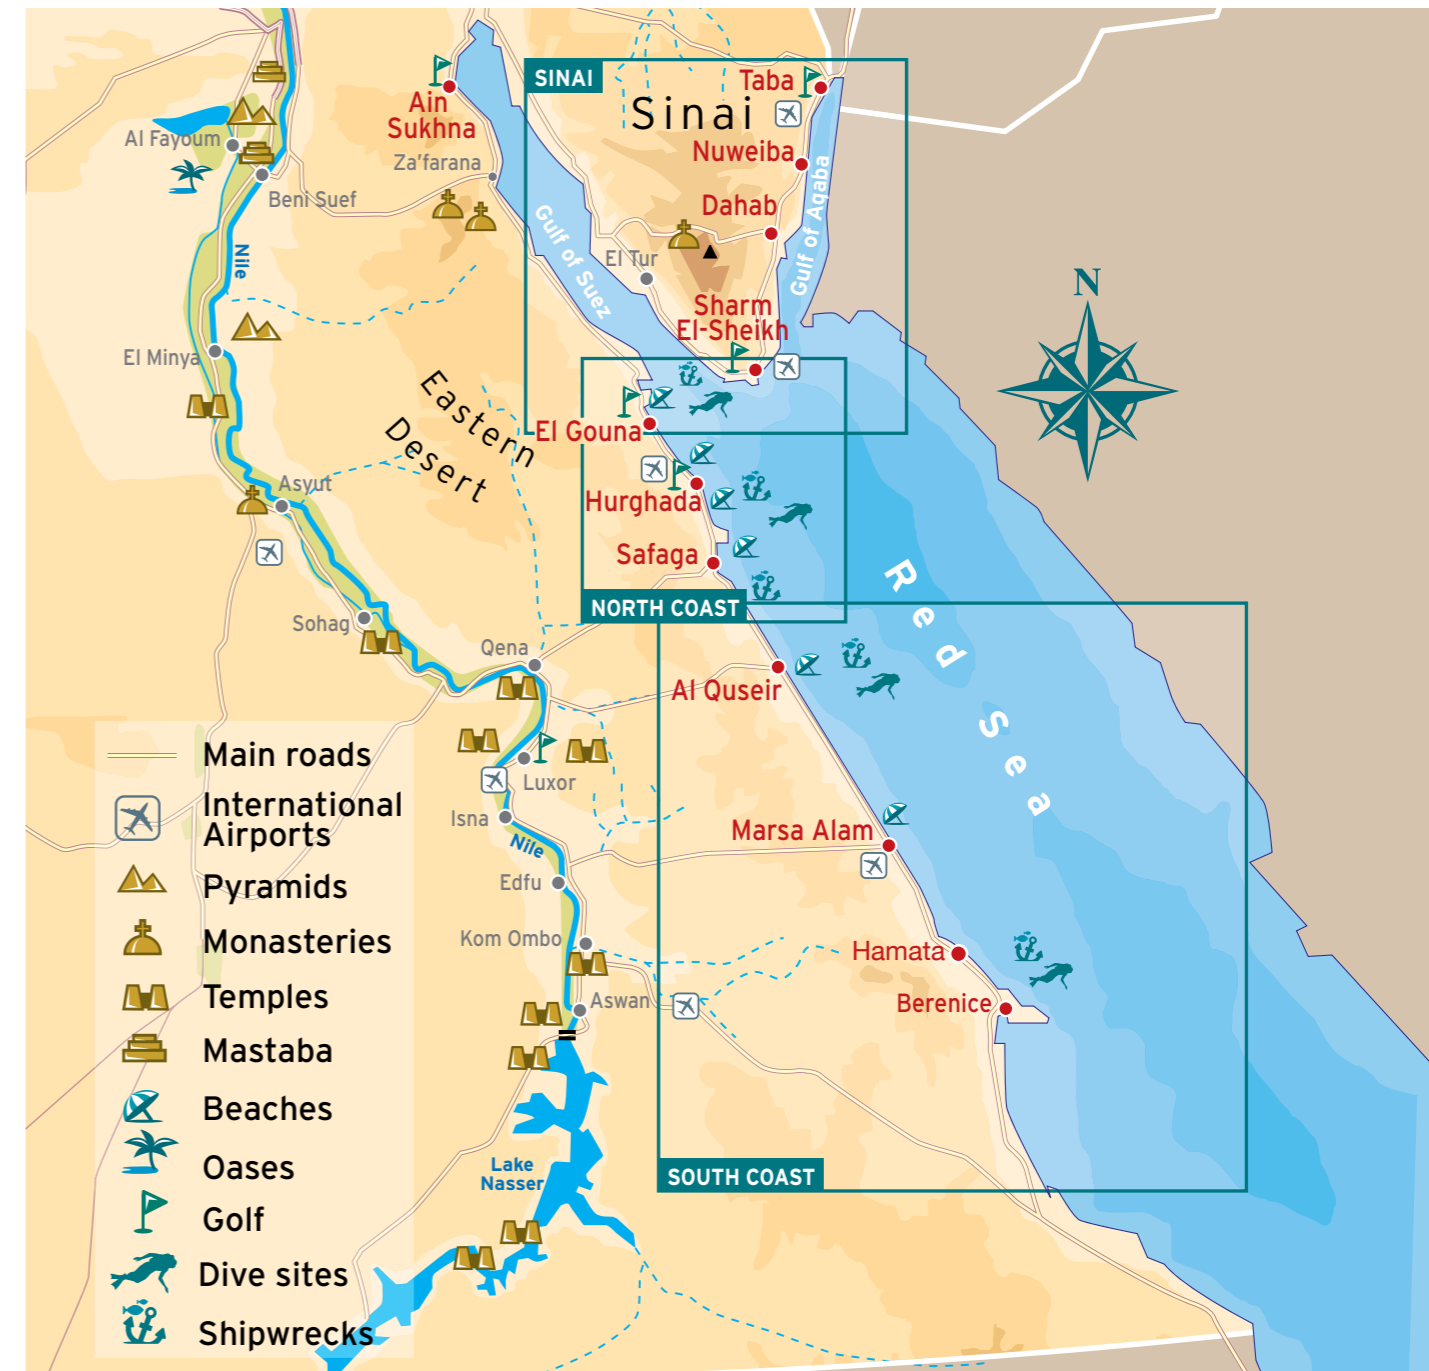 SINAI
Sinai
Taba
Ain
Sukhna
Nuweiba
Al Fayoum
Za'farana
Beni Suef
Dahab
Gulf of Aqaba
Gulf of Suez
Nile
El Tur
Sharm
El-Sheikh
N
El Minya
Eastern
Desert
El Gouna
Asyut
Hurghada
Safaga
NORTH COAST
Red Sea
Sohag
Qena
Al Quseir
Luxor
Isna
Nile
Marsa Alam
Edfu
Kom Ombo
Hamata
Aswan
Berenice
Lake
Nasser
SOUTH COAST
Main roads
International
Airports
Pyramids
Monasteries
Temples
Mastaba
Beaches
Oases
Golf
Dive sites
Shipwrecks